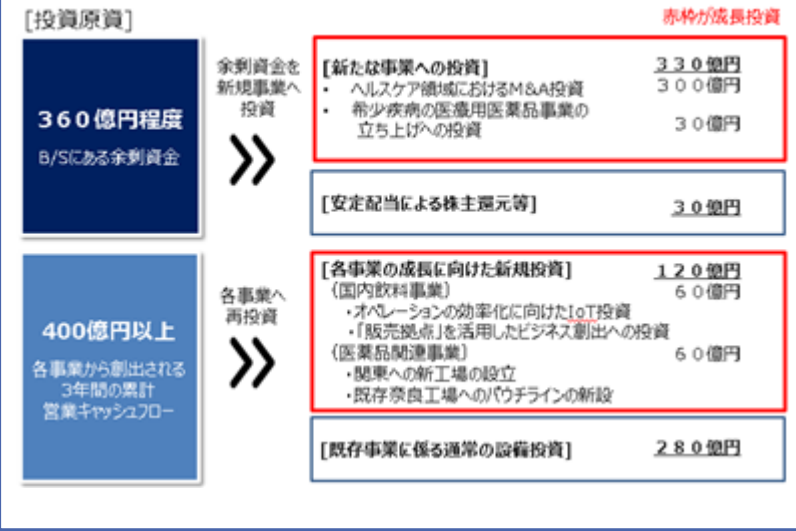 [投資原資]
赤枠が成長投資
360億円程度
B/Sにある余剰資金
余剰資金を
新規事業へ
投資
[新たな事業への投資] 330億円
・ ヘルスケア領域におけるM&A投資 300億円
・ 希少疾病の医療用医薬品事業の
立ち上げへの投資 30億円
[安定配当による株主還元等] 30億円
400億円以上
各事業から創出される
3年間の累計
営業キャッシュフロー
各事業へ
再投資
[各事業の成長に向けた新規投資] 120億円
(国内飲料事業) 60億円
・オペレーションの効率化に向けたIoT投資
・「販売拠点」を活用したビジネス創出への投資
(医薬品関連事業) 60億円
・関東への新工場の設立
・既存奈良工場へのパウチラインの新設
[既存事業に係る通常の設備投資] 280億円